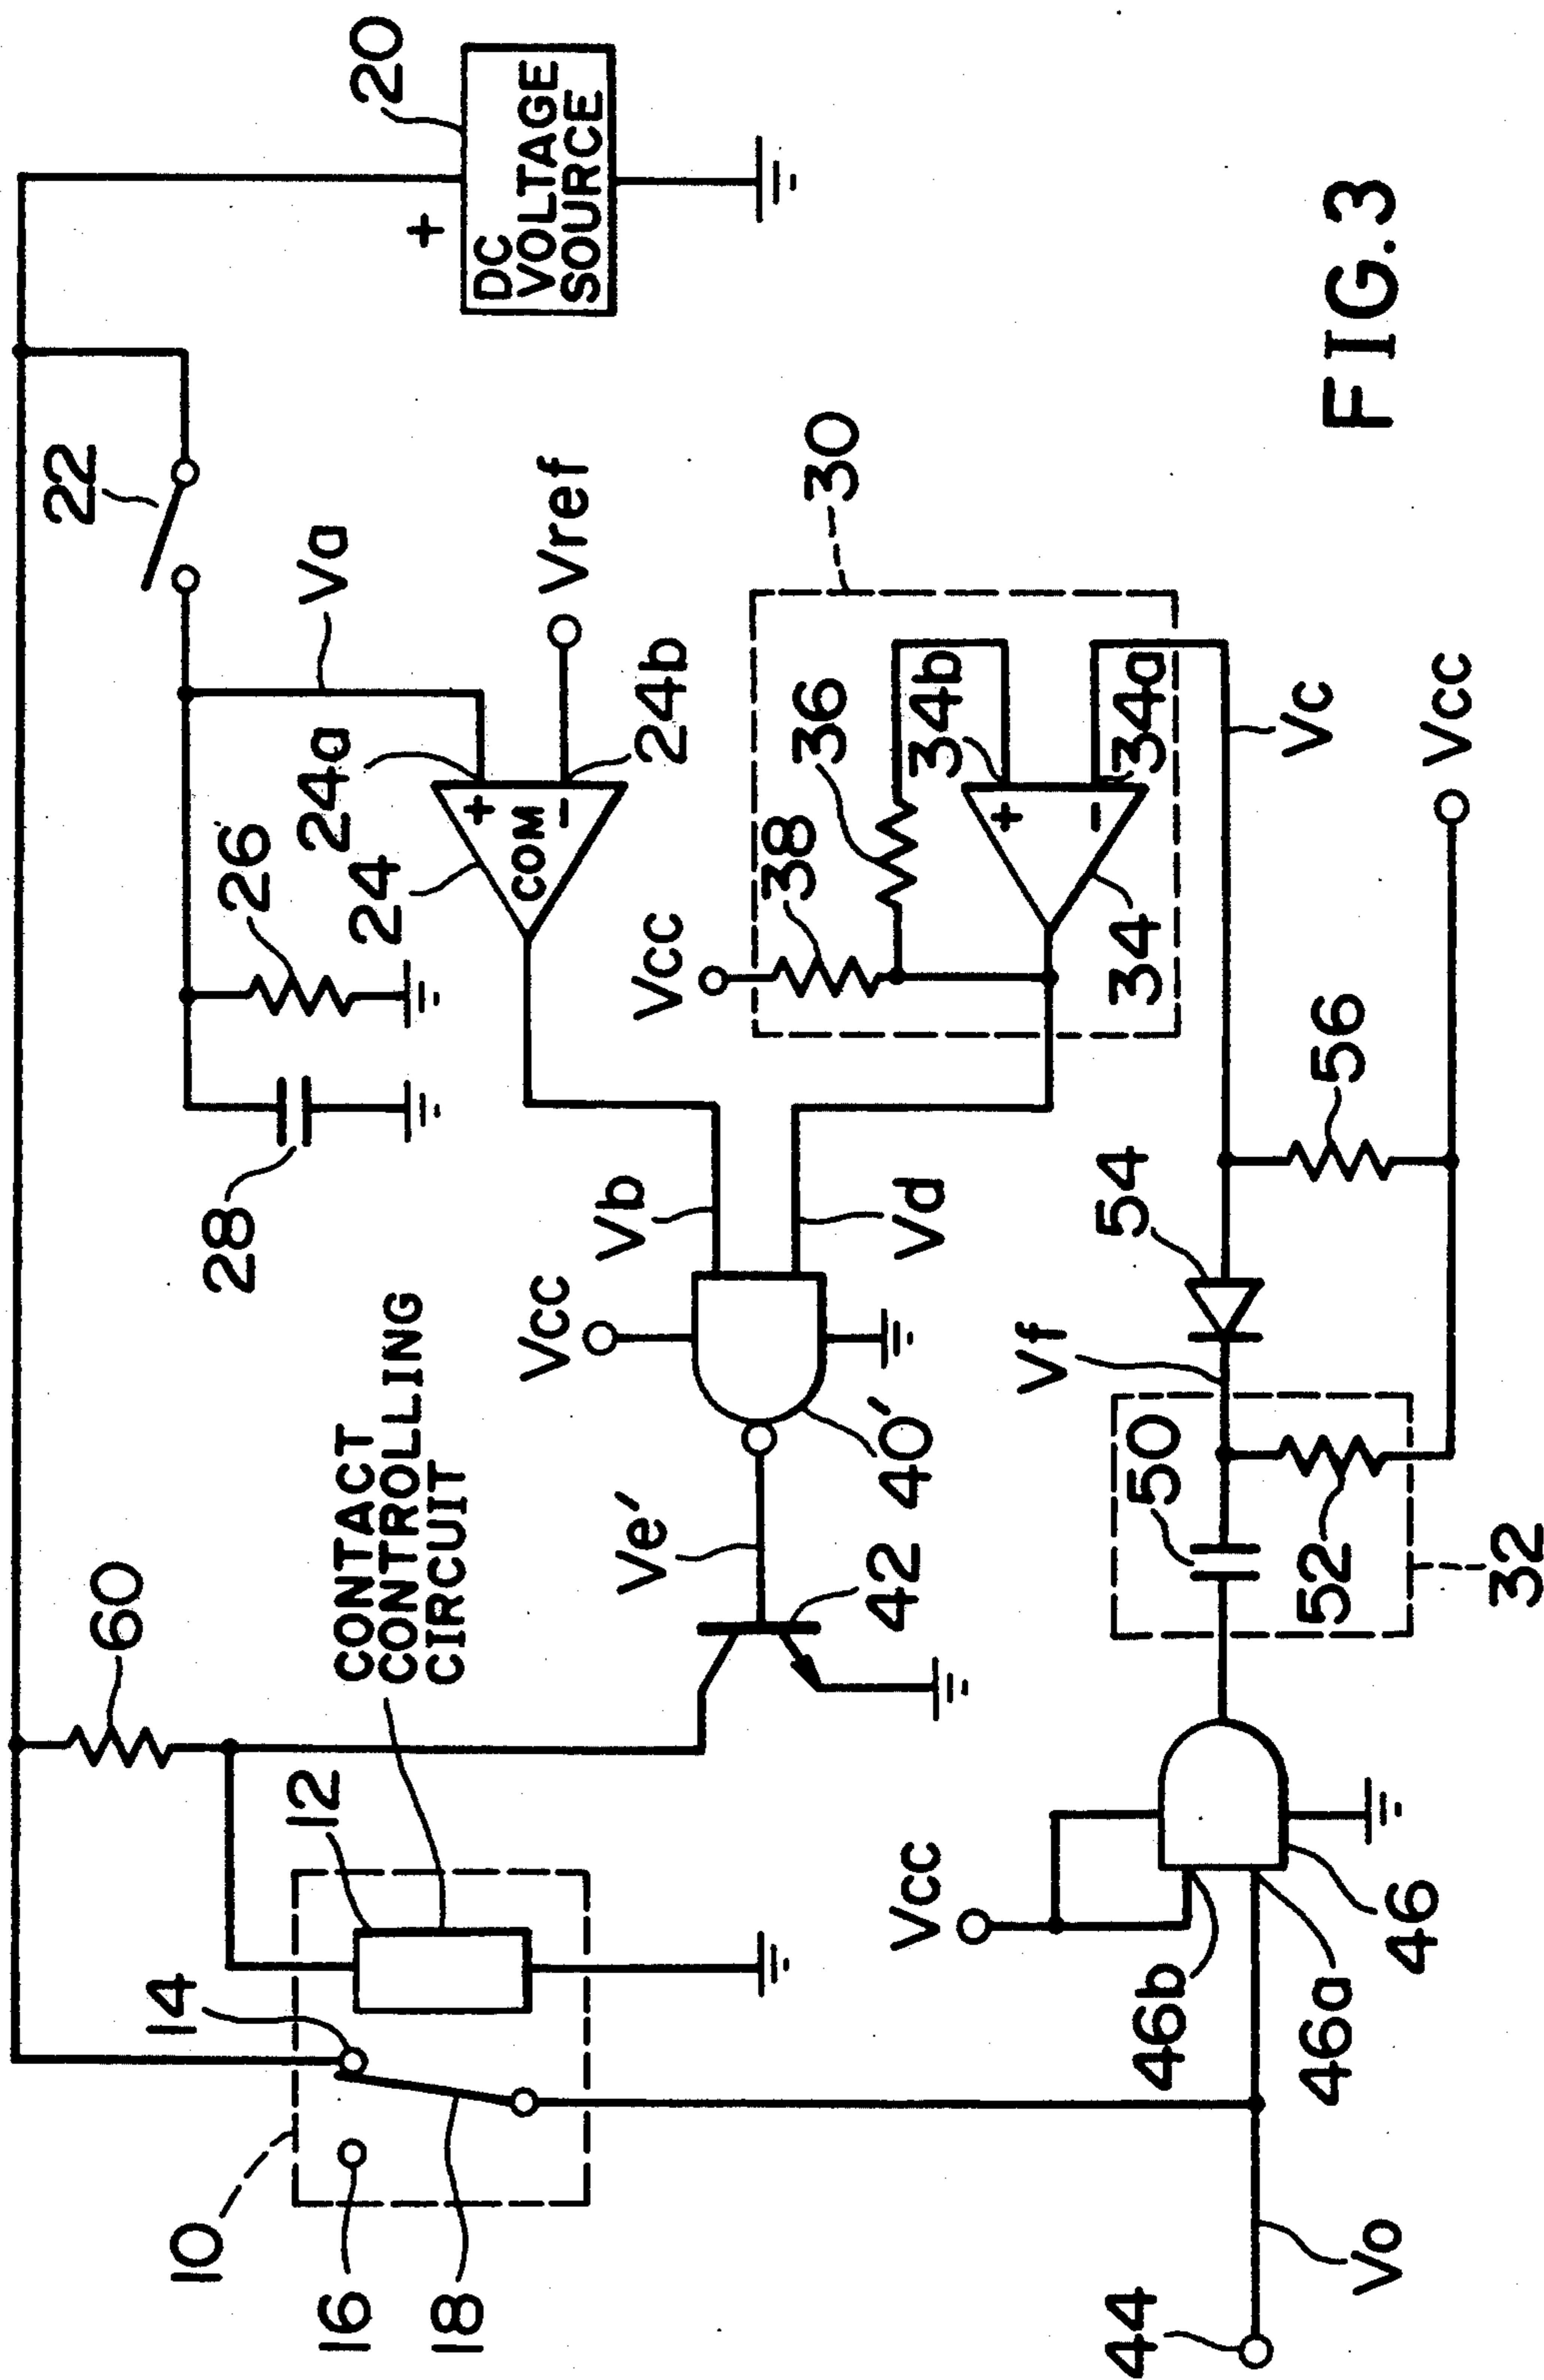 20
+
DC
VOLTAGE
SOURCE
22
Va
Vref
24a
24b
24
+
COM
−
26
28
30
36
38
Vcc
34b
34a
+
−
34
Vc
Vcc
56
54
Vf
Vb
Vd
Vcc
40'
Ve'
42
50
52
32
60
CONTACT
CONTROLLING
CIRCUIT
12
14
10
16
18
Vcc
46b
46a
46
Vo
44
FIG.3